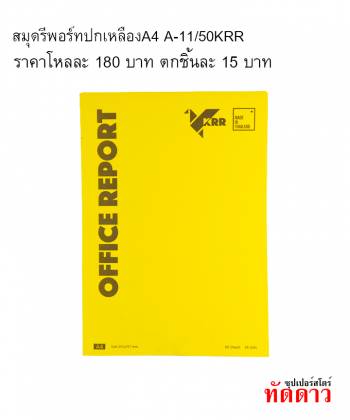 สมุดรีพอร์ทปกเหลืองA4 A-11/50KRR
ราคาโหลละ 180 บาท ตกชิ้นละ 15 บาท
KRR
MADE
IN
THAILAND
OFFICE REPORT
A4
ซุปเปอร์สโตร์
ทัดดาว